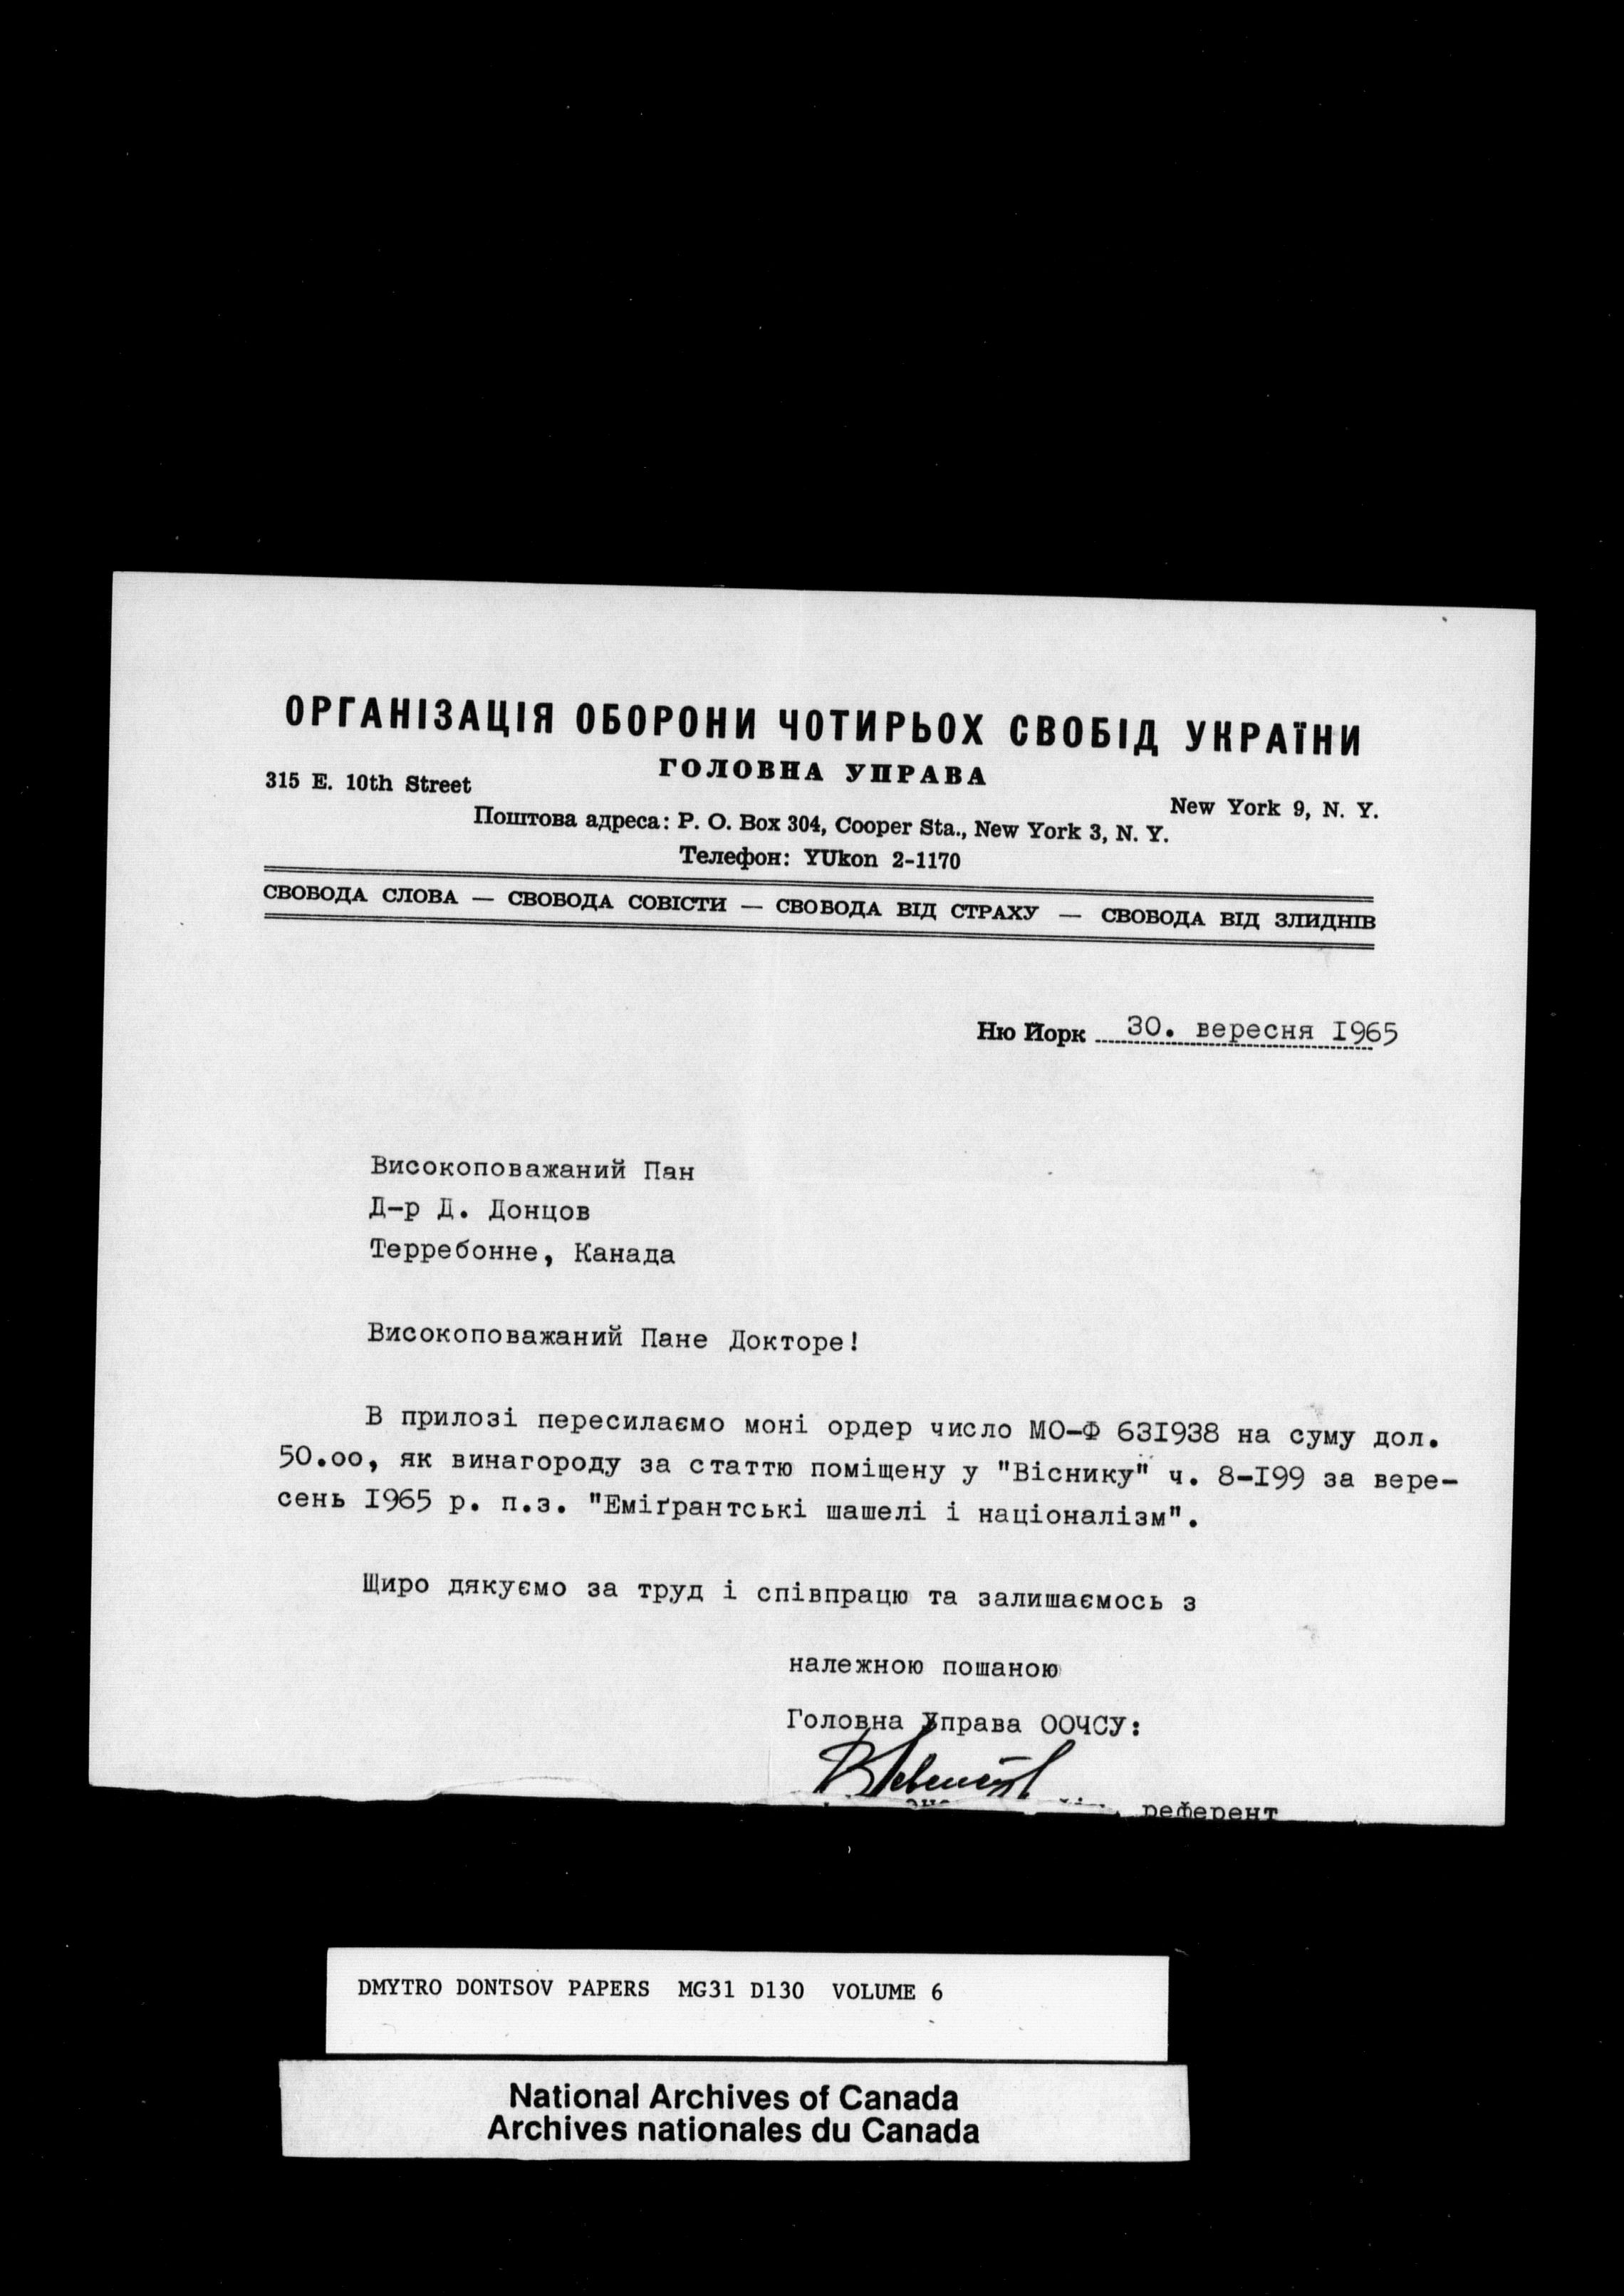 ОРГАНІЗАЦІЯ ОБОРОНИ ЧОТИРЬОХ СВОБІД УКРАЇНИ
ГОЛОВНА УПРАВА
315 E. 10th Street
New York 9, N. Y.
Поштова адреса: P. O. Box 304, Cooper Sta., New York 3, N. Y.
Телефон: YUkon 2-1170
СВОБОДА СЛОВА — СВОБОДА СОВІСТИ — СВОБОДА ВІД СТРАХУ — СВОБОДА ВІД ЗЛИДНІВ
Ню Йорк 30. вересня I965
Високоповажаний Пан
Д-р Д. Донцов
Терребонне, Канада
Високоповажаний Пане Докторе!
В прилозі пересилаємо моні ордер число МО-Ф 63I938 на суму дол.
50.оо, як винагороду за статтю поміщену у "Віснику" ч. 8-I99 за вере-
сень I965 р. п.з. "Еміґрантські шашелі і націоналізм".
Щиро дякуємо за труд і співпрацю та залишаємось з
належною пошаною
Головна Управа ООЧСУ:
референт
DMYTRO DONTSOV PAPERS MG31 D130 VOLUME 6
National Archives of Canada
Archives nationales du Canada